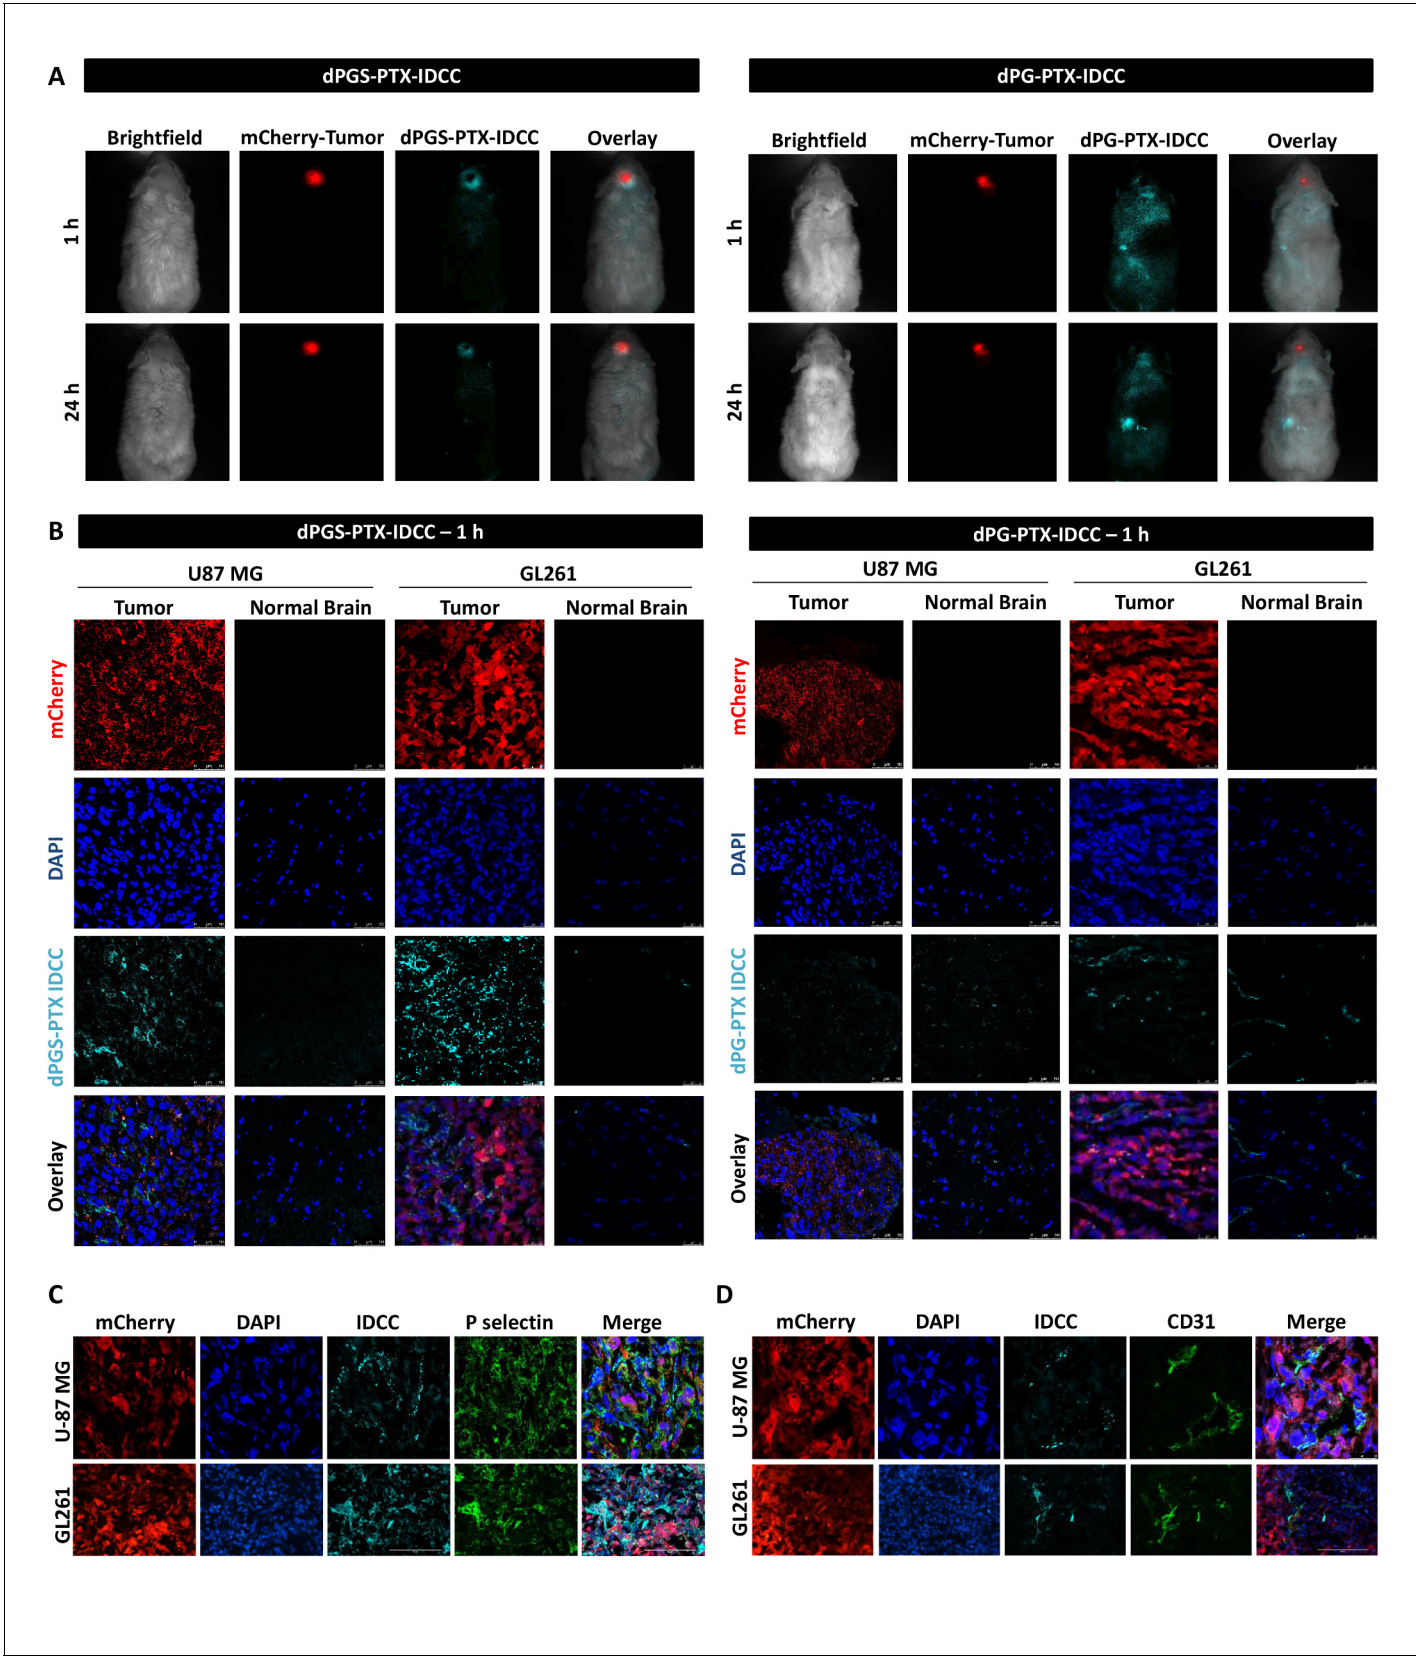 A
dPGS-PTX-IDCC
dPG-PTX-IDCC
Brightfield mCherry-Tumor dPGS-PTX-IDCC Overlay
Brightfield mCherry-Tumor dPG-PTX-IDCC Overlay
1 h
1 h
24 h
24 h
B
dPGS-PTX-IDCC – 1 h
dPG-PTX-IDCC – 1 h
U87 MG GL261
U87 MG GL261
Tumor Normal Brain Tumor Normal Brain
Tumor Normal Brain Tumor Normal Brain
mCherry
mCherry
DAPI
DAPI
dPGS-PTX IDCC
dPG-PTX IDCC
Overlay
Overlay
C
mCherry DAPI IDCC P selectin Merge
U-87 MG
GL261
D
mCherry DAPI IDCC CD31 Merge
U-87 MG
GL261